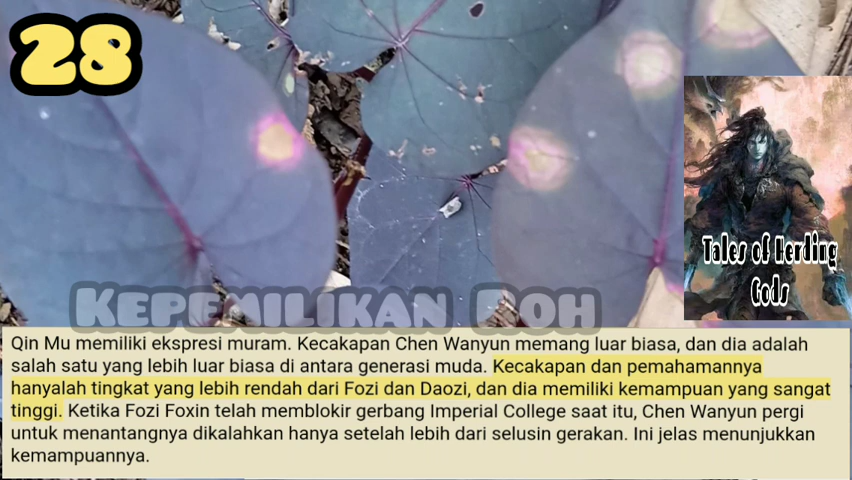 28
Tales of Herding
Gods
Kepemilikan Roh
Qin Mu memiliki ekspresi muram. Kecakapan Chen Wanyun memang luar biasa, dan dia adalah
salah satu yang lebih luar biasa di antara generasi muda. Kecakapan dan pemahamannya
hanyalah tingkat yang lebih rendah dari Fozi dan Daozi, dan dia memiliki kemampuan yang sangat
tinggi. Ketika Fozi Foxin telah memblokir gerbang Imperial College saat itu, Chen Wanyun pergi
untuk menantangnya dikalahkan hanya setelah lebih dari selusin gerakan. Ini jelas menunjukkan
kemampuannya.